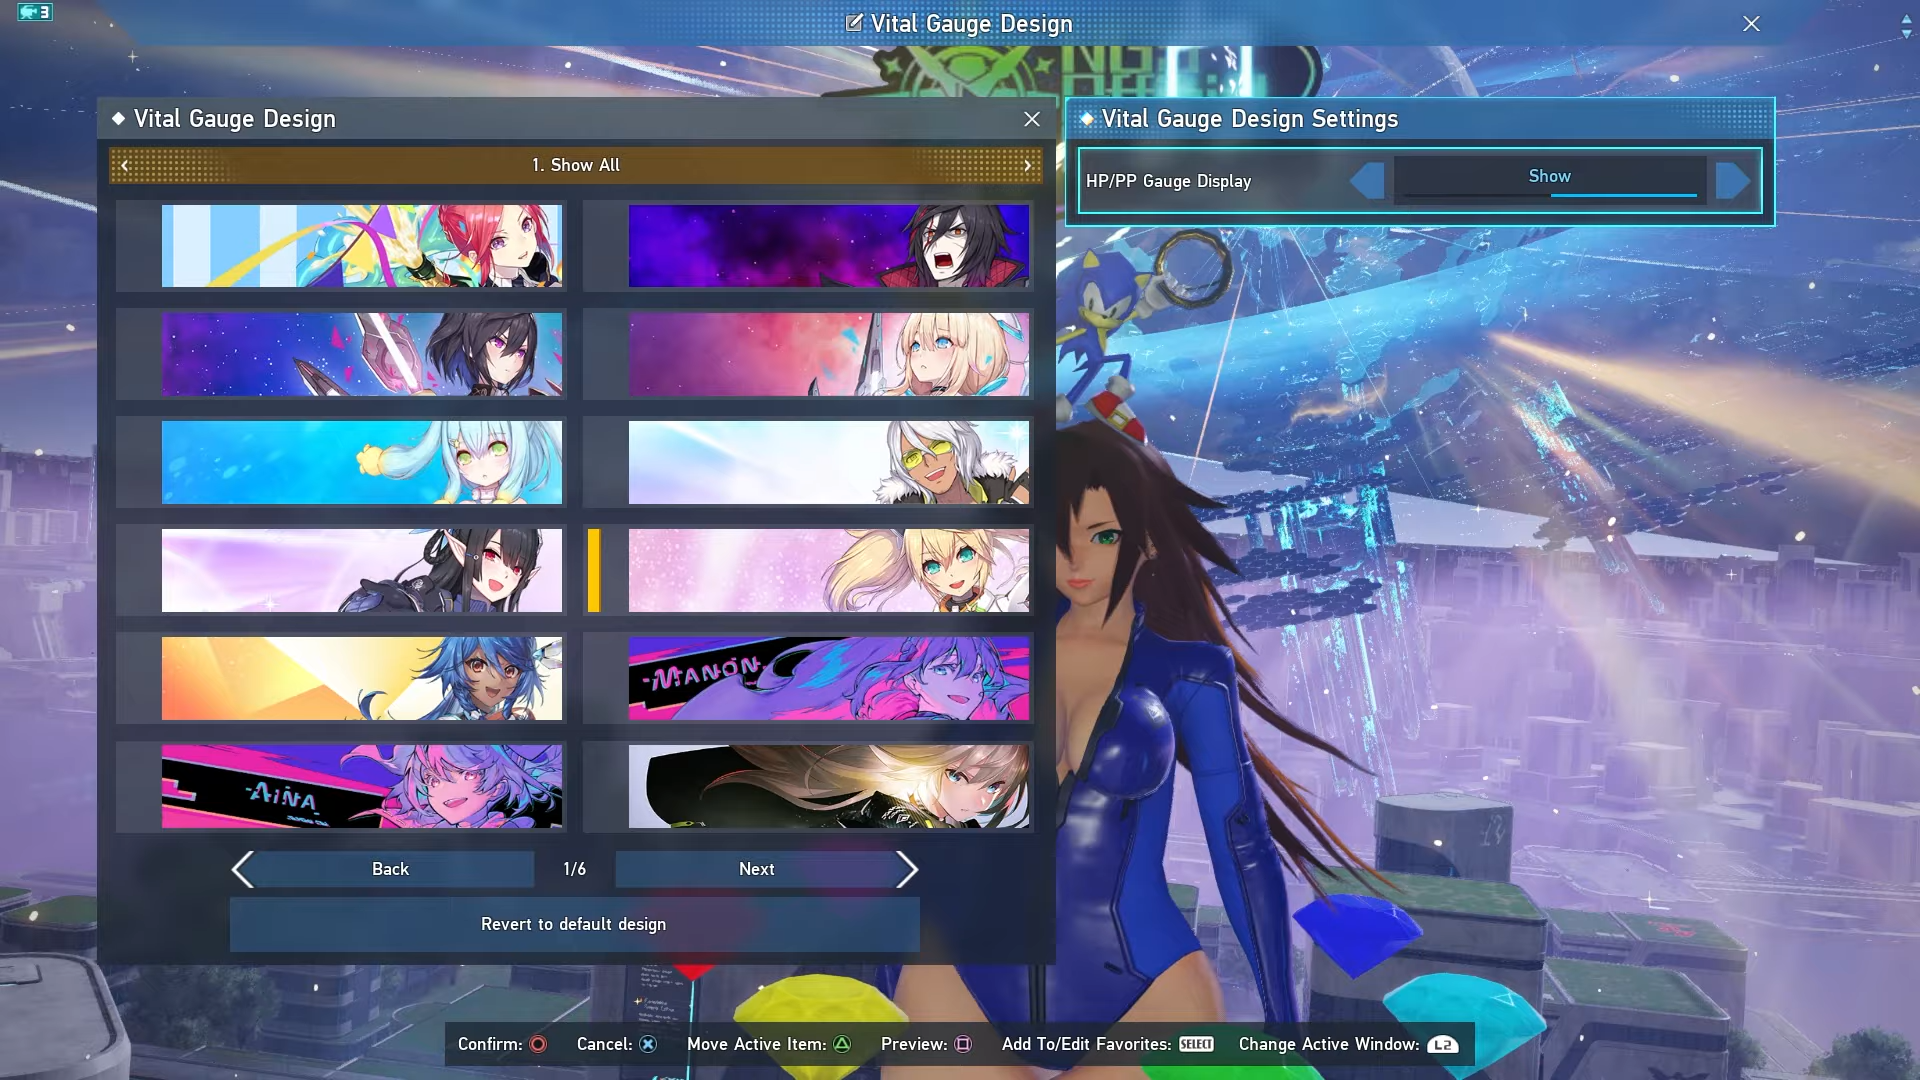 3
Vital Gauge Design
Vital Gauge Design
1. Show All
MANON
AINA
Back
1/6
Next
Revert to default design
Vital Gauge Design Settings
HP/PP Gauge Display
Show
Confirm:
Cancel:
Move Active Item:
Preview:
Add To/Edit Favorites: SELECT
Change Active Window: L2